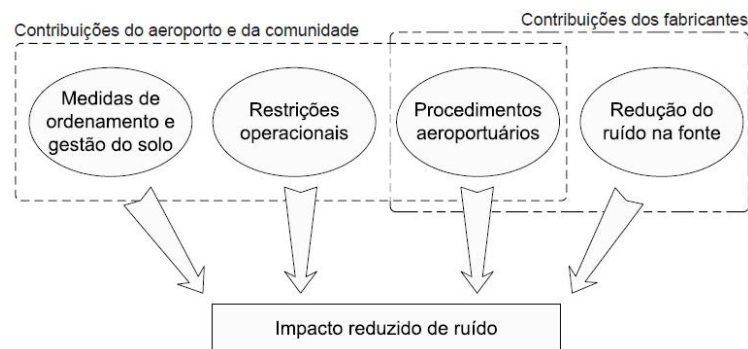 Contribuições dos fabricantes
Contribuições do aeroporto e da comunidade
Medidas de
ordenamento e
gestão do solo
Restrições
operacionais
Procedimentos
aeroportuários
Redução do
ruído na fonte
Impacto reduzido de ruído